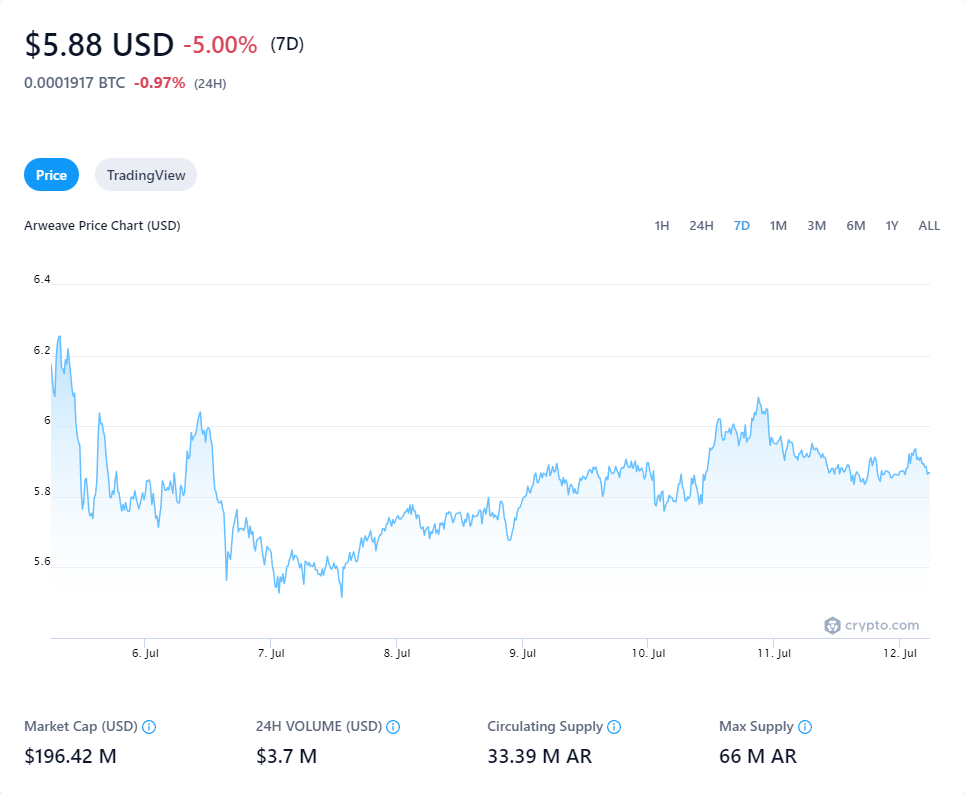 $5.88 USD -5.00% (7D)
0.0001917 BTC -0.97% (24H)
Price TradingView
Arweave Price Chart (USD) 1H 24H 7D 1M 3M 6M 1Y ALL
6.4
6.2
6
5.8
5.6
crypto.com
6. Jul 7. Jul 8. Jul 9. Jul 10. Jul 11. Jul 12. Jul
Market Cap (USD) 24H VOLUME (USD) Circulating Supply Max Supply
$196.42 M $3.7 M 33.39 M AR 66 M AR